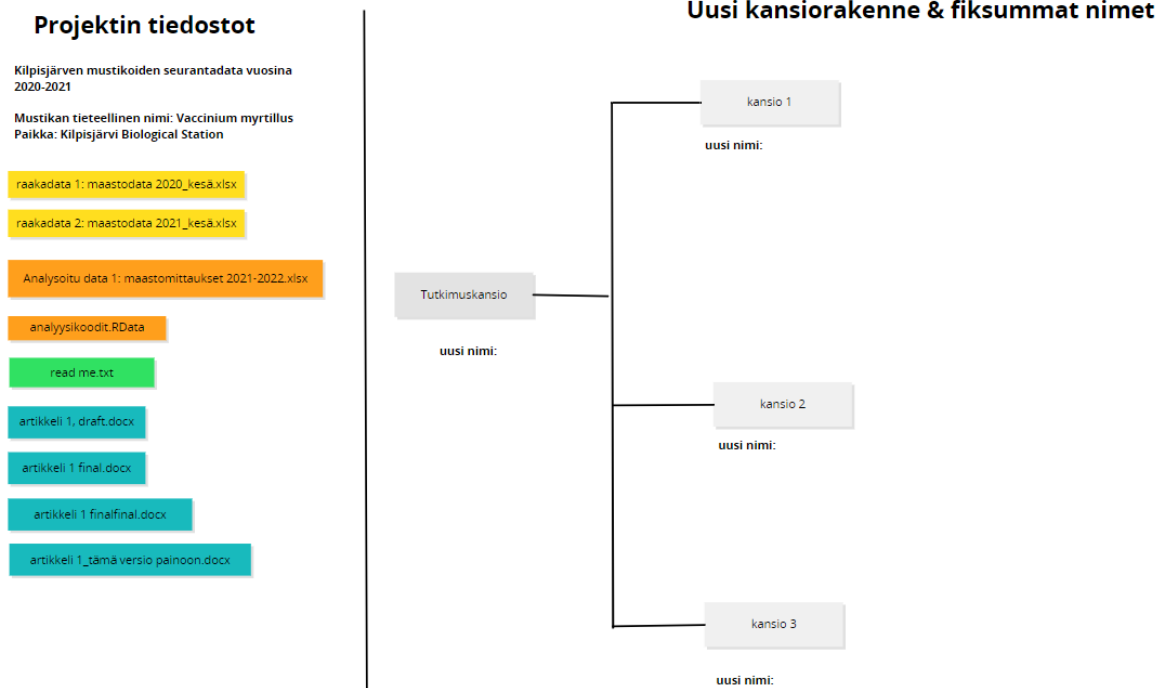 Projektin tiedostot
Kilpisjärven mustikoiden seurantadata vuosina
2020-2021
Mustikan tieteellinen nimi: Vaccinium myrtillus
Paikka: Kilpisjärvi Biological Station
raakadata 1: maastodata 2020_kesä.xlsx
raakadata 2: maastodata 2021_kesä.xlsx
Analysoitu data 1: maastomittaukset 2021-2022.xlsx
analyysikoodit.RData
read me.txt
artikkeli 1, draft.docx
artikkeli 1 final.docx
artikkeli 1 finalfinal.docx
artikkeli 1_tämä versio painoon.docx
Uusi kansiorakenne & fiksummat nimet
Tutkimuskansio
uusi nimi:
kansio 1
uusi nimi:
kansio 2
uusi nimi:
kansio 3
uusi nimi: